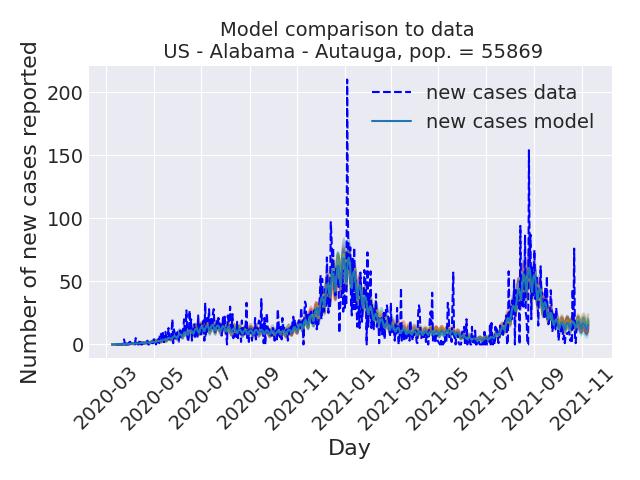 Model comparison to data
US - Alabama - Autauga, pop. = 55869
Number of new cases reported
200
150
100
50
0
new cases data
new cases model
2020-03
2020-05
2020-07
2020-09
2020-11
2021-01
2021-03
2021-05
2021-07
2021-09
2021-11
Day